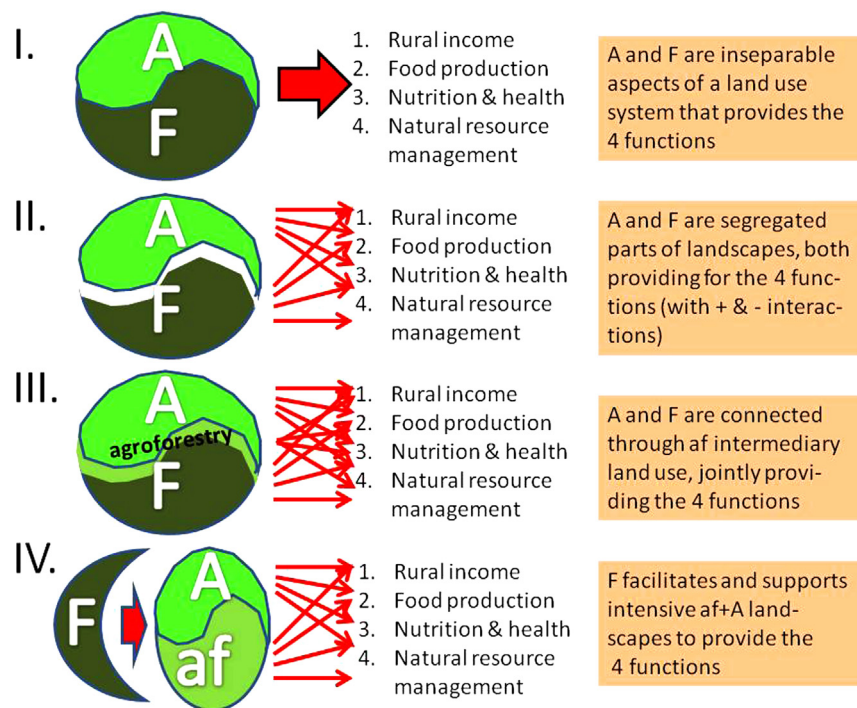 I.
A
F
1. Rural income
2. Food production
3. Nutrition & health
4. Natural resource
management
A and F are inseparable
aspects of a land use
system that provides the
4 functions
II.
A
F
1. Rural income
2. Food production
3. Nutrition & health
4. Natural resource
management
A and F are segregated
parts of landscapes, both
providing for the 4 func-
tions (with + & - interac-
tions)
III.
A
agroforestry
F
1. Rural income
2. Food production
3. Nutrition & health
4. Natural resource
management
A and F are connected
through af intermediary
land use, jointly provi-
ding the 4 functions
IV.
F
A
af
1. Rural income
2. Food production
3. Nutrition & health
4. Natural resource
management
F facilitates and supports
intensive af+A land-
scapes to provide the
4 functions